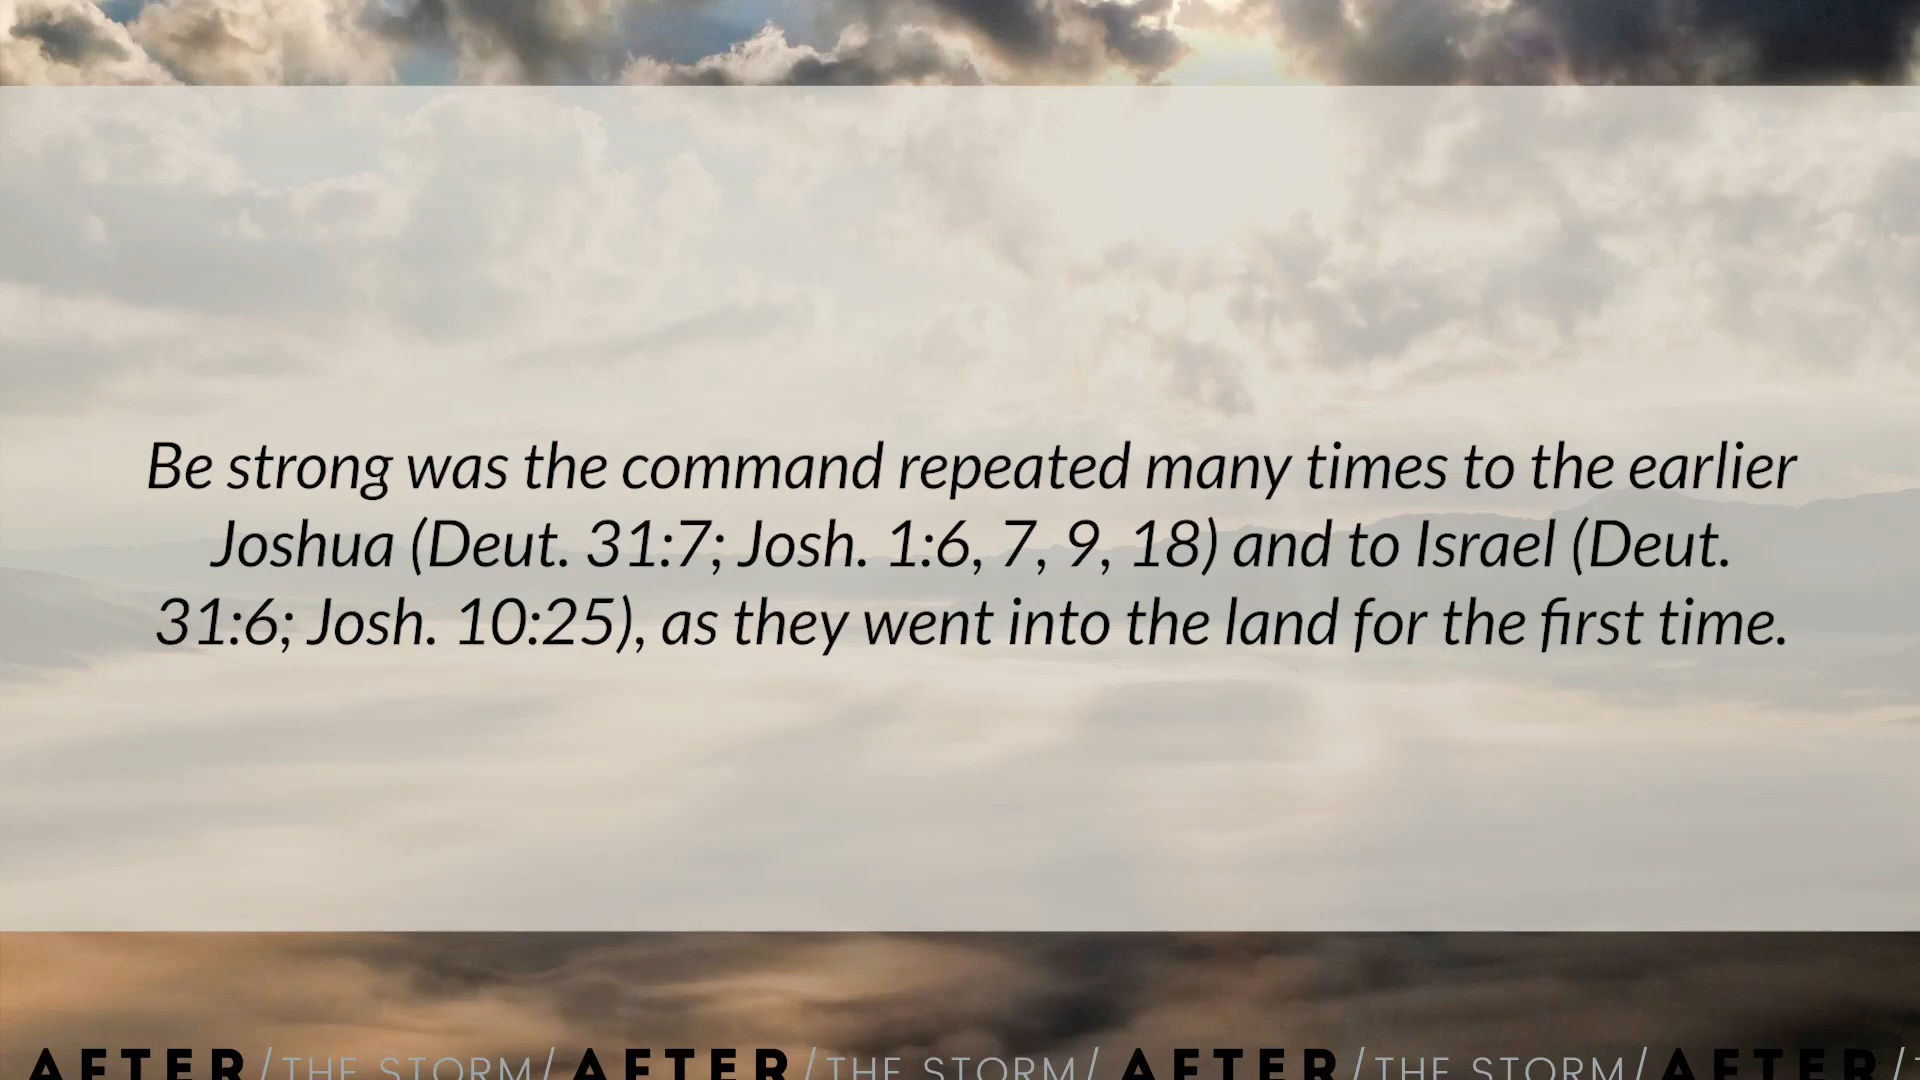 Be strong was the command repeated many times to the earlier
Joshua (Deut. 31:7; Josh. 1:6, 7, 9, 18) and to Israel (Deut.
31:6; Josh. 10:25), as they went into the land for the first time.
AFTER/THE STORM/ AFTER/THE STORM/ AFTER/THE STORM/AFTER/T